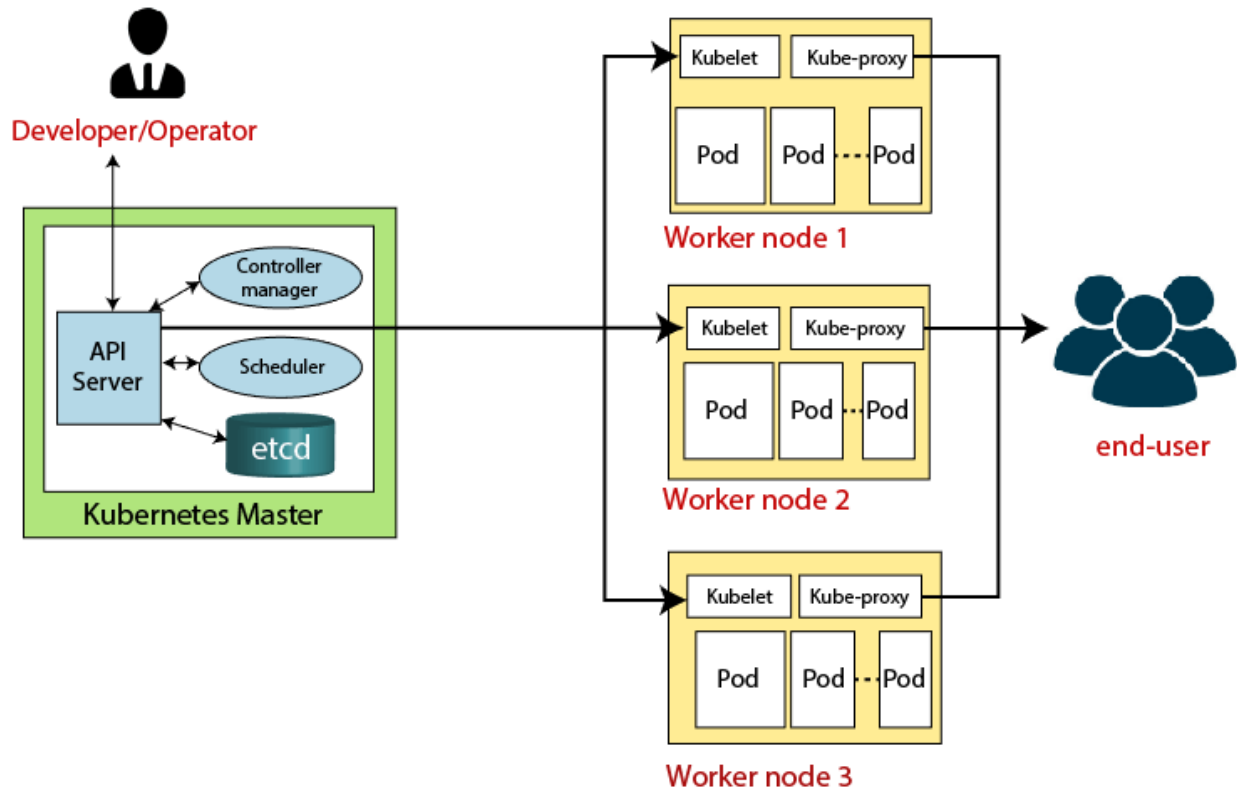 Developer/Operator
Controller
manager
API
Server
Scheduler
etcd
Kubernetes Master
Kubelet
Kube-proxy
Pod
Pod
Pod
Worker node 1
Kubelet
Kube-proxy
Pod
Pod
Pod
Worker node 2
Kubelet
Kube-proxy
Pod
Pod
Pod
Worker node 3
end-user